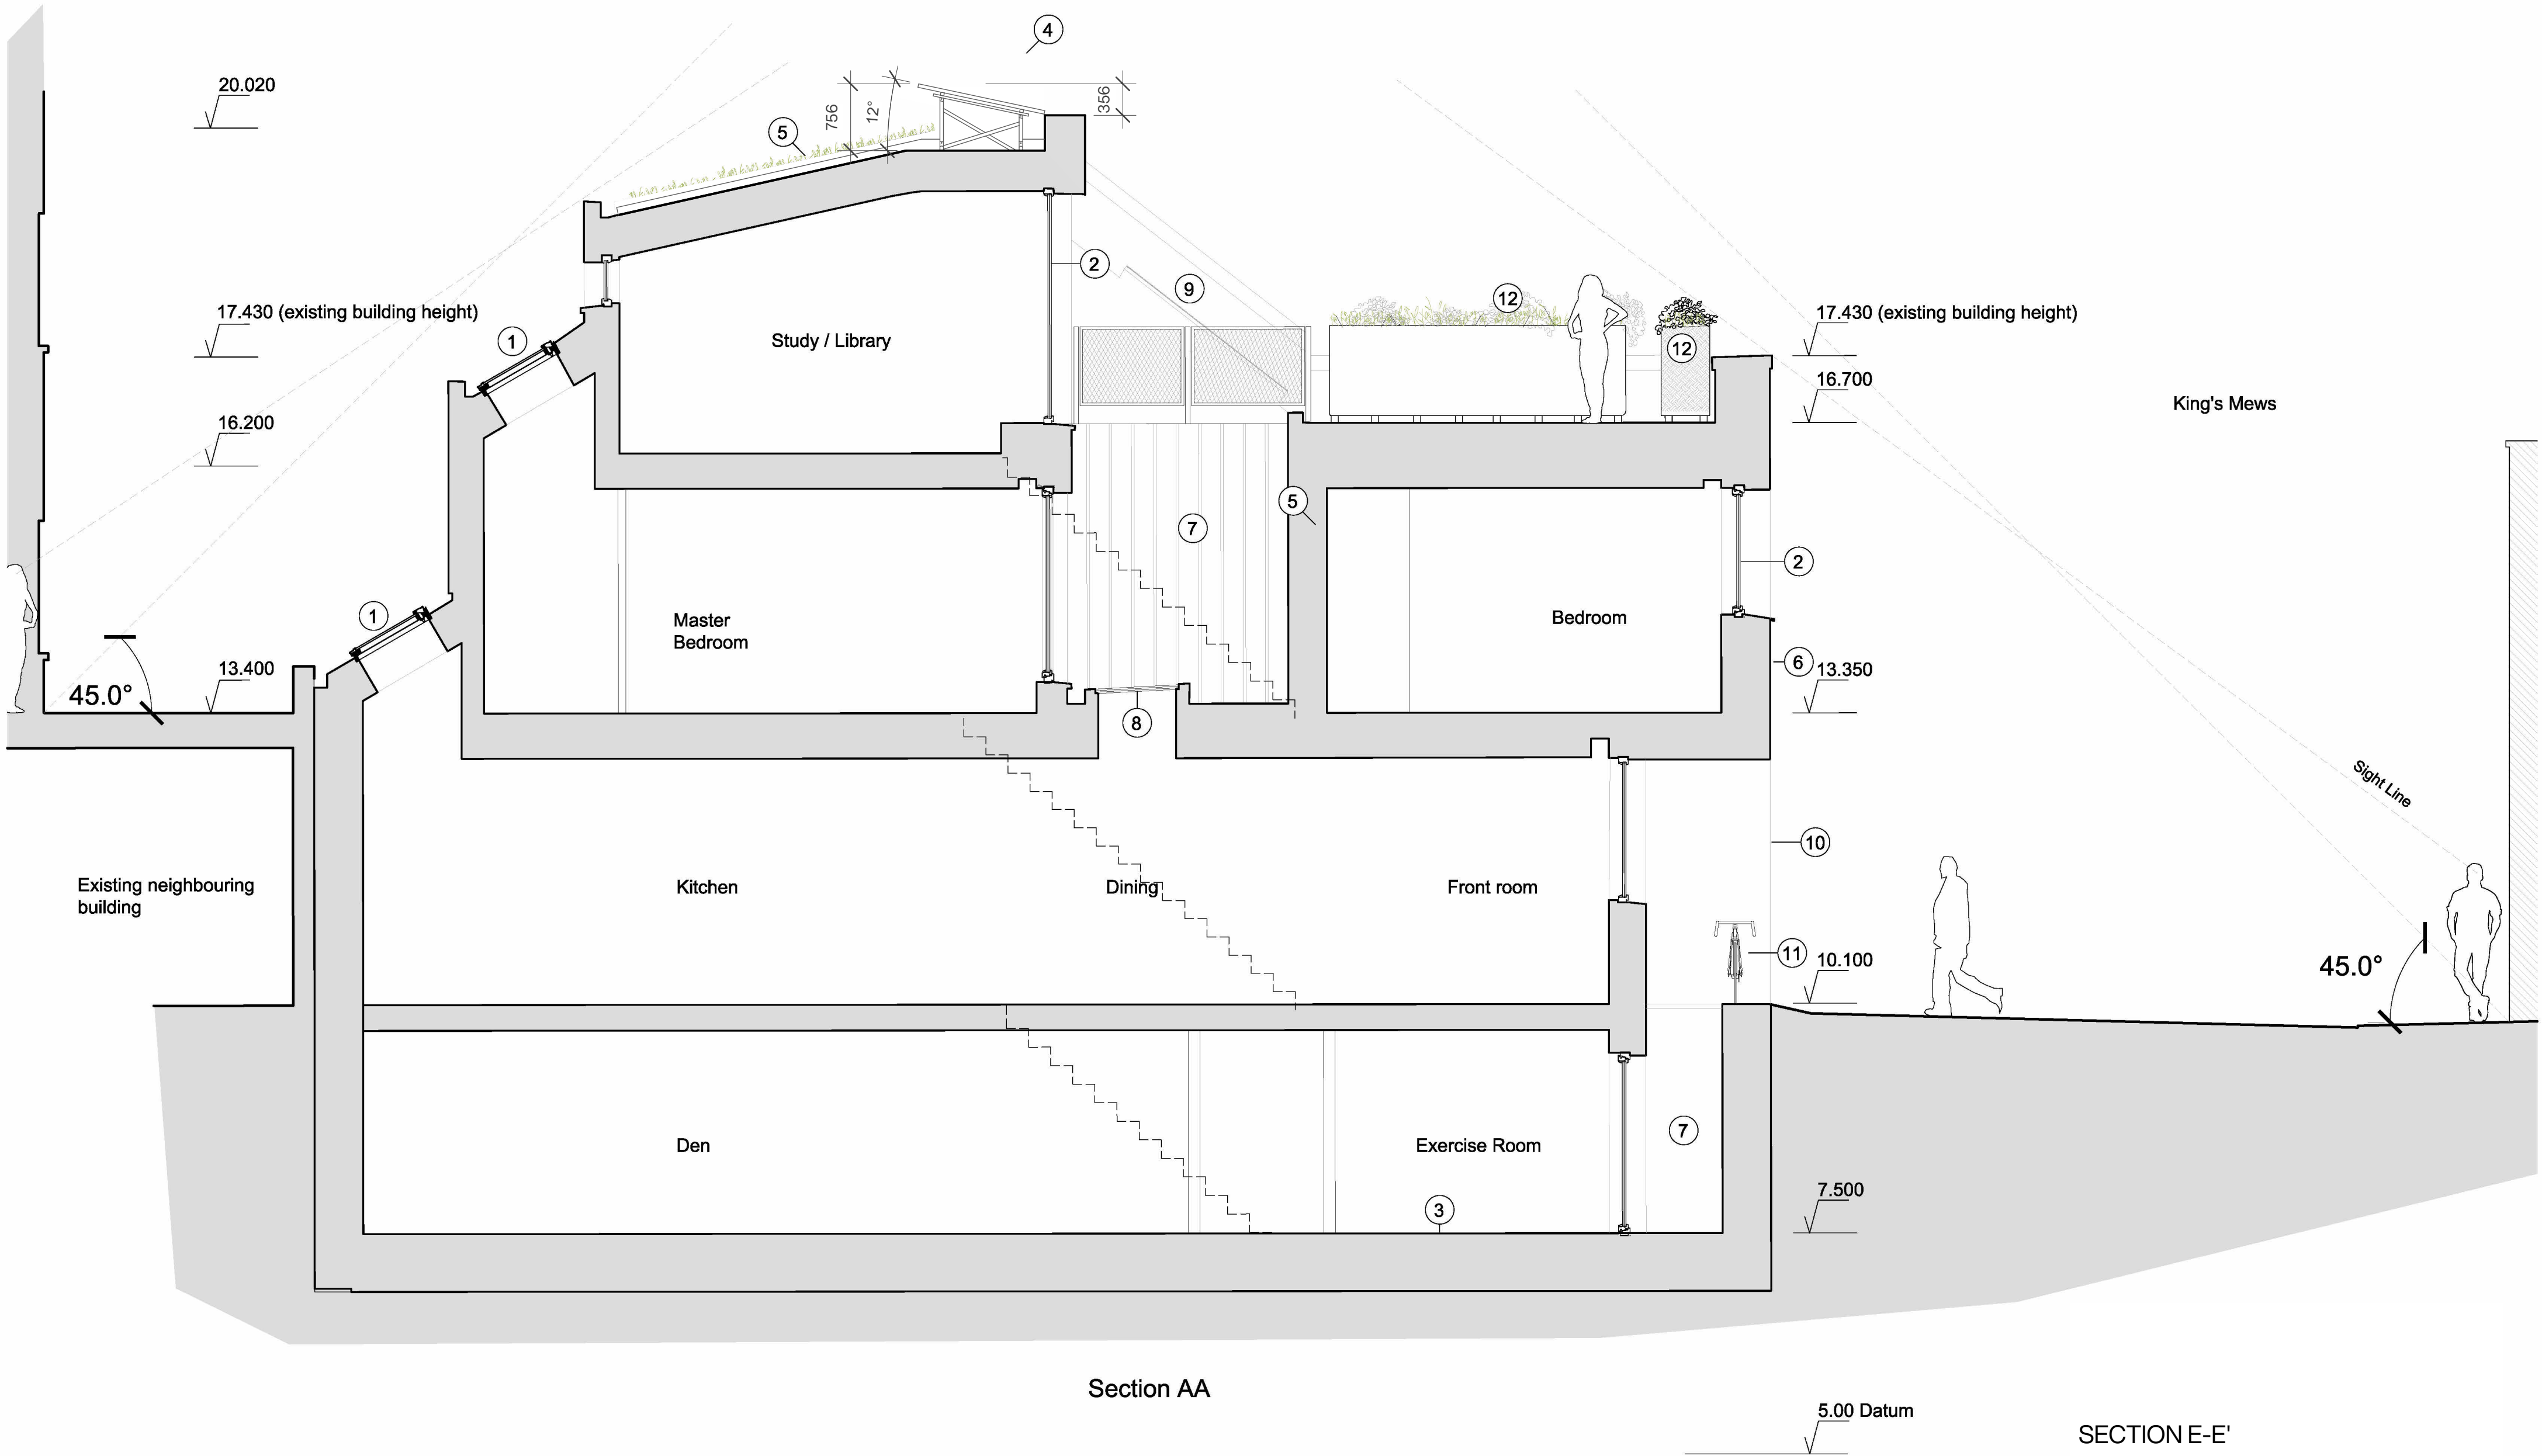 4
20.020
756
12°
356
5
2
9
12
17.430 (existing building height)
1
Study / Library
12
17.430 (existing building height)
16.700
16.200
King's Mews
5
7
2
1
Master
Bedroom
Bedroom
6
13.400
13.350
45.0°
8
Sight Line
10
Existing neighbouring
building
Kitchen
Dining
Front room
11
10.100
45.0°
Den
Exercise Room
7
3
7.500
Section AA
5.00 Datum
SECTION E-E'